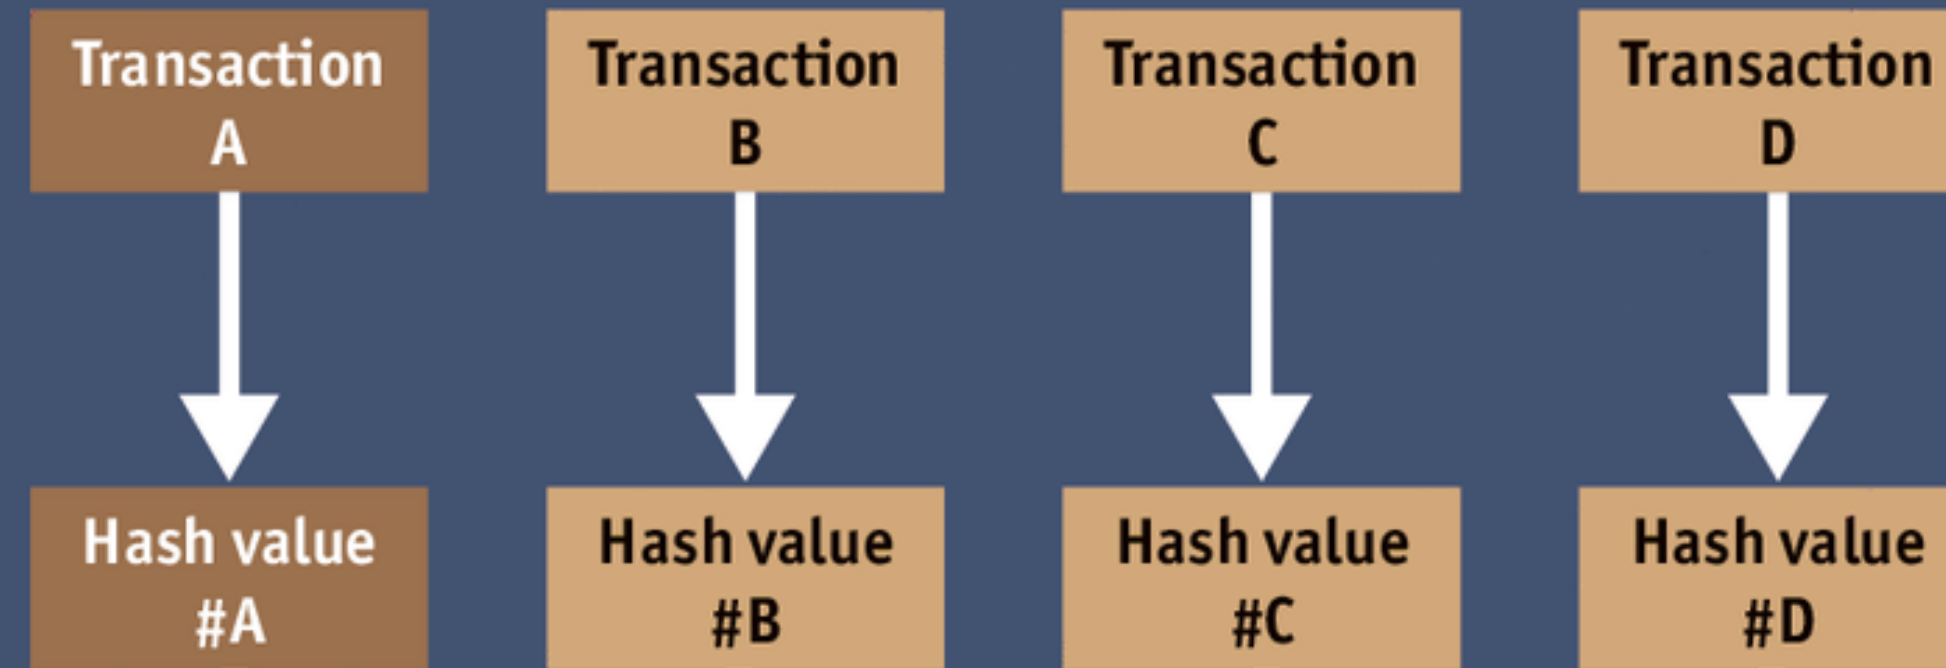 Transaction
A
Transaction
B
Transaction
C
Transaction
D
Hash value
#A
Hash value
#B
Hash value
#C
Hash value
#D